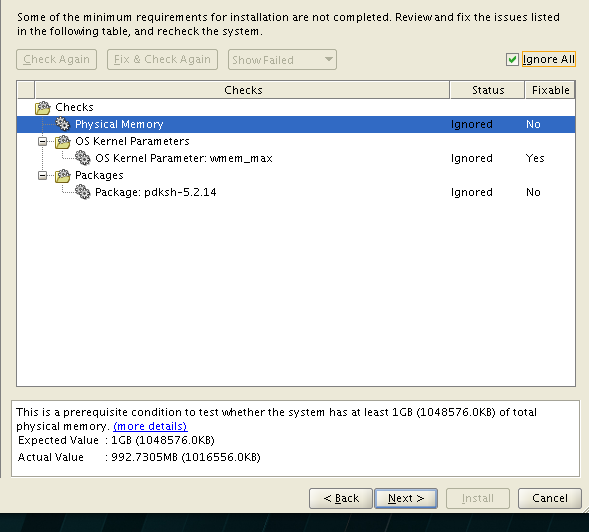 Some of the minimum requirements for installation are not completed. Review and fix the issues listed
in the following table, and recheck the system.
Check Again Fix & Check Again Show Failed Ignore All
Checks Status Fixable
Checks
Physical Memory Ignored No
OS Kernel Parameters
OS Kernel Parameter: wmem_max Ignored Yes
Packages
Package: pdksh-5.2.14 Ignored No
This is a prerequisite condition to test whether the system has at least 1GB (1048576.0KB) of total
physical memory. (more details)
Expected Value : 1GB (1048576.0KB)
Actual Value : 992.7305MB (1016556.0KB)
< Back Next > Install Cancel